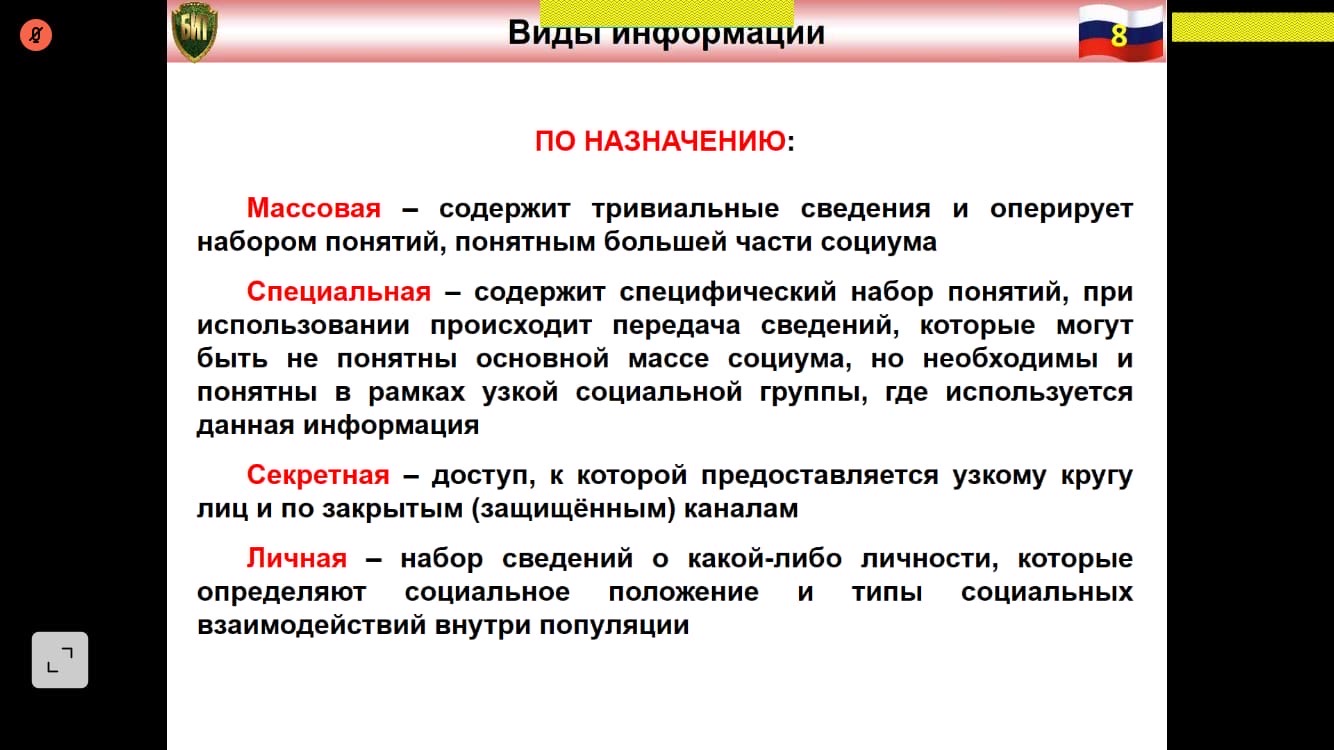 БИТ
Виды информации
8
ПО НАЗНАЧЕНИЮ:
Массовая – содержит тривиальные сведения и оперирует
набором понятий, понятным большей части социума
Специальная – содержит специфический набор понятий, при
использовании происходит передача сведений, которые могут
быть не понятны основной массе социума, но необходимы и
понятны в рамках узкой социальной группы, где используется
данная информация
Секретная – доступ, к которой предоставляется узкому кругу
лиц и по закрытым (защищённым) каналам
Личная – набор сведений о какой-либо личности, которые
определяют социальное положение и типы социальных
взаимодействий внутри популяции